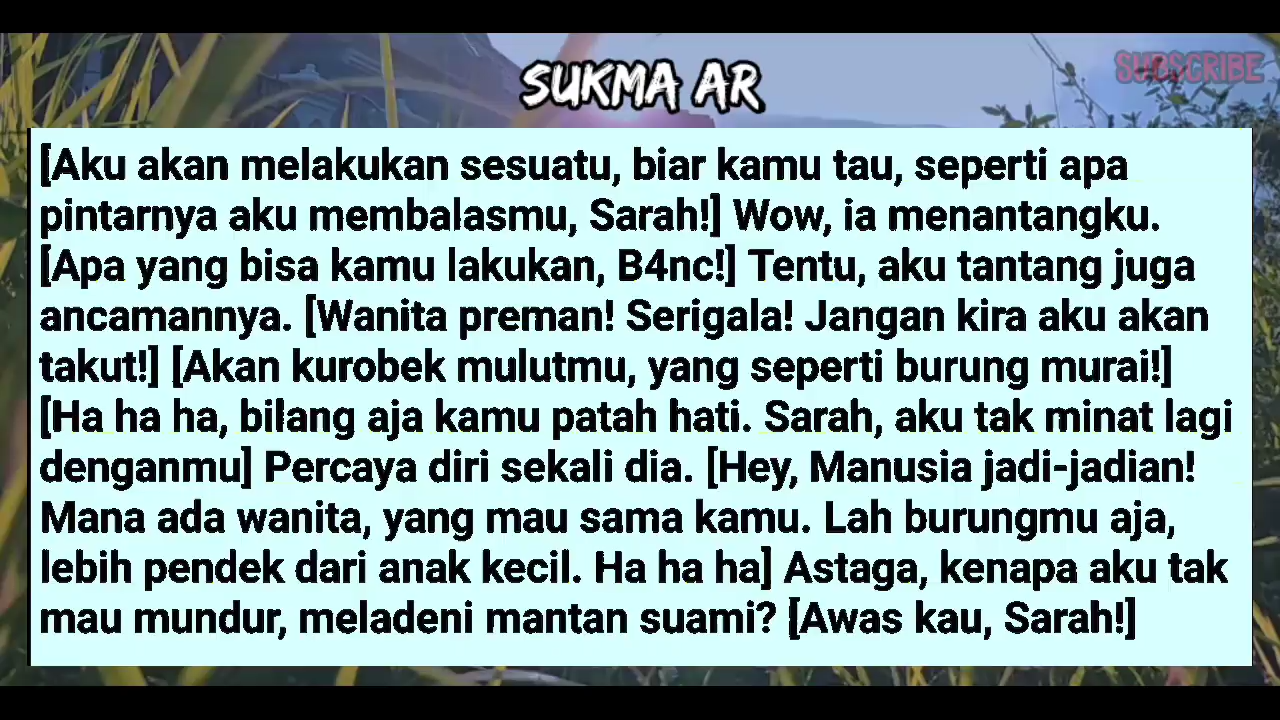 SUKMA AR
SUBSCRIBE
[Aku akan melakukan sesuatu, biar kamu tau, seperti apa
pintarnya aku membalasmu, Sarah!] Wow, ia menantangku.
[Apa yang bisa kamu lakukan, B4nc!] Tentu, aku tantang juga
ancamannya. [Wanita preman! Serigala! Jangan kira aku akan
takut!] [Akan kurobek mulutmu, yang seperti burung murai!]
[Ha ha ha, bilang aja kamu patah hati. Sarah, aku tak minat lagi
denganmu] Percaya diri sekali dia. [Hey, Manusia jadi-jadian!
Mana ada wanita, yang mau sama kamu. Lah burungmu aja,
lebih pendek dari anak kecil. Ha ha ha] Astaga, kenapa aku tak
mau mundur, meladeni mantan suami? [Awas kau, Sarah!]